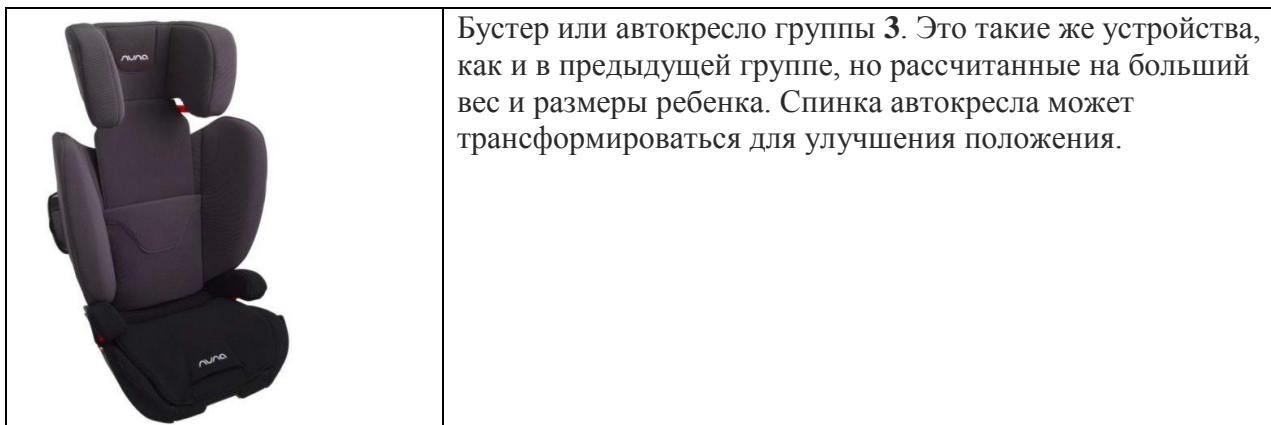 nuna
nuna
Бустер или автокресло группы 3. Это такие же устройства,
как и в предыдущей группе, но рассчитанные на больший
вес и размеры ребенка. Спинка автокресла может
трансформироваться для улучшения положения.